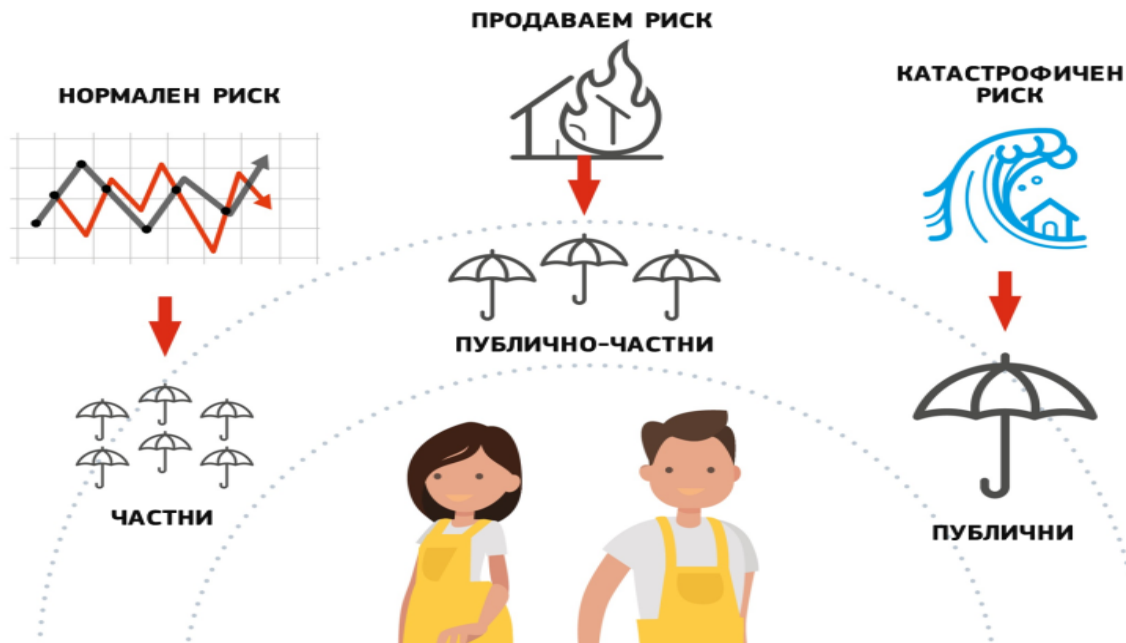 НОРМАЛЕН РИСК
ЧАСТНИ
ПРОДАВАЕМ РИСК
ПУБЛИЧНО-ЧАСТНИ
КАТАСТРОФИЧЕН
РИСК
ПУБЛИЧНИ